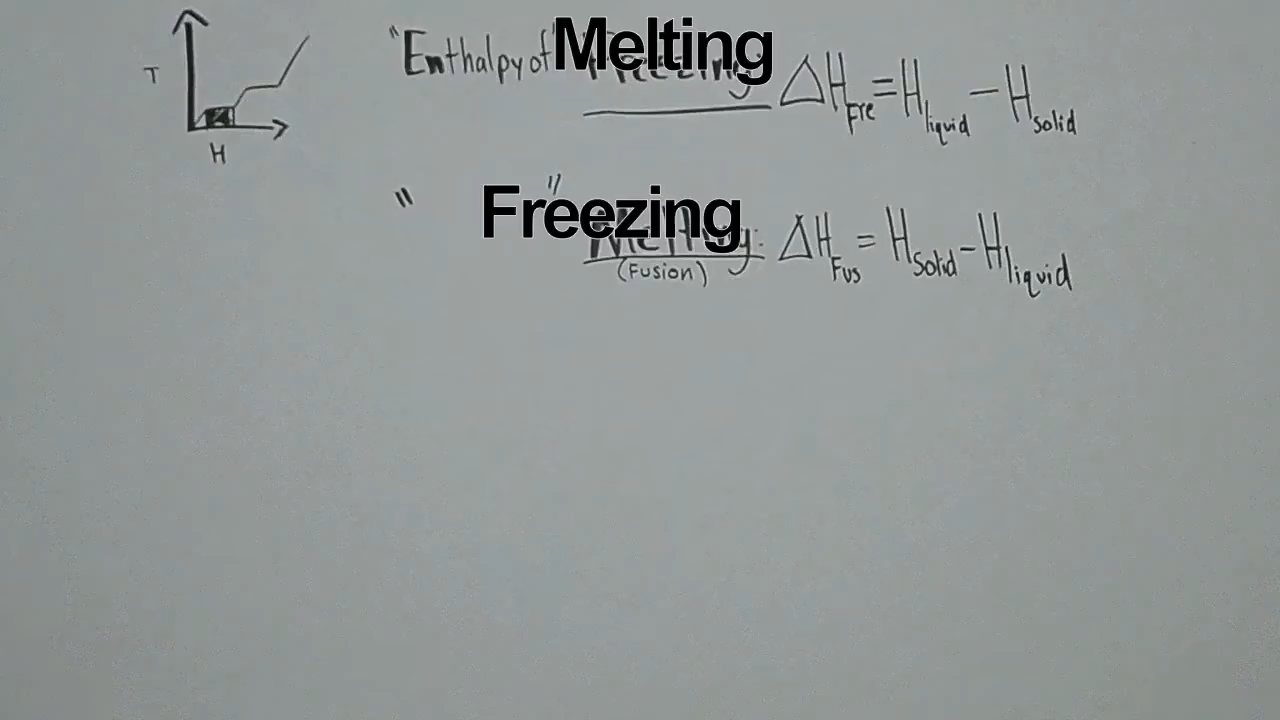 T
H
"Enthalpy of" Melting ΔH_Fre = H_liquid − H_solid
" " Freezing : ΔH_Fus = H_Solid − H_liquid
(Fusion)